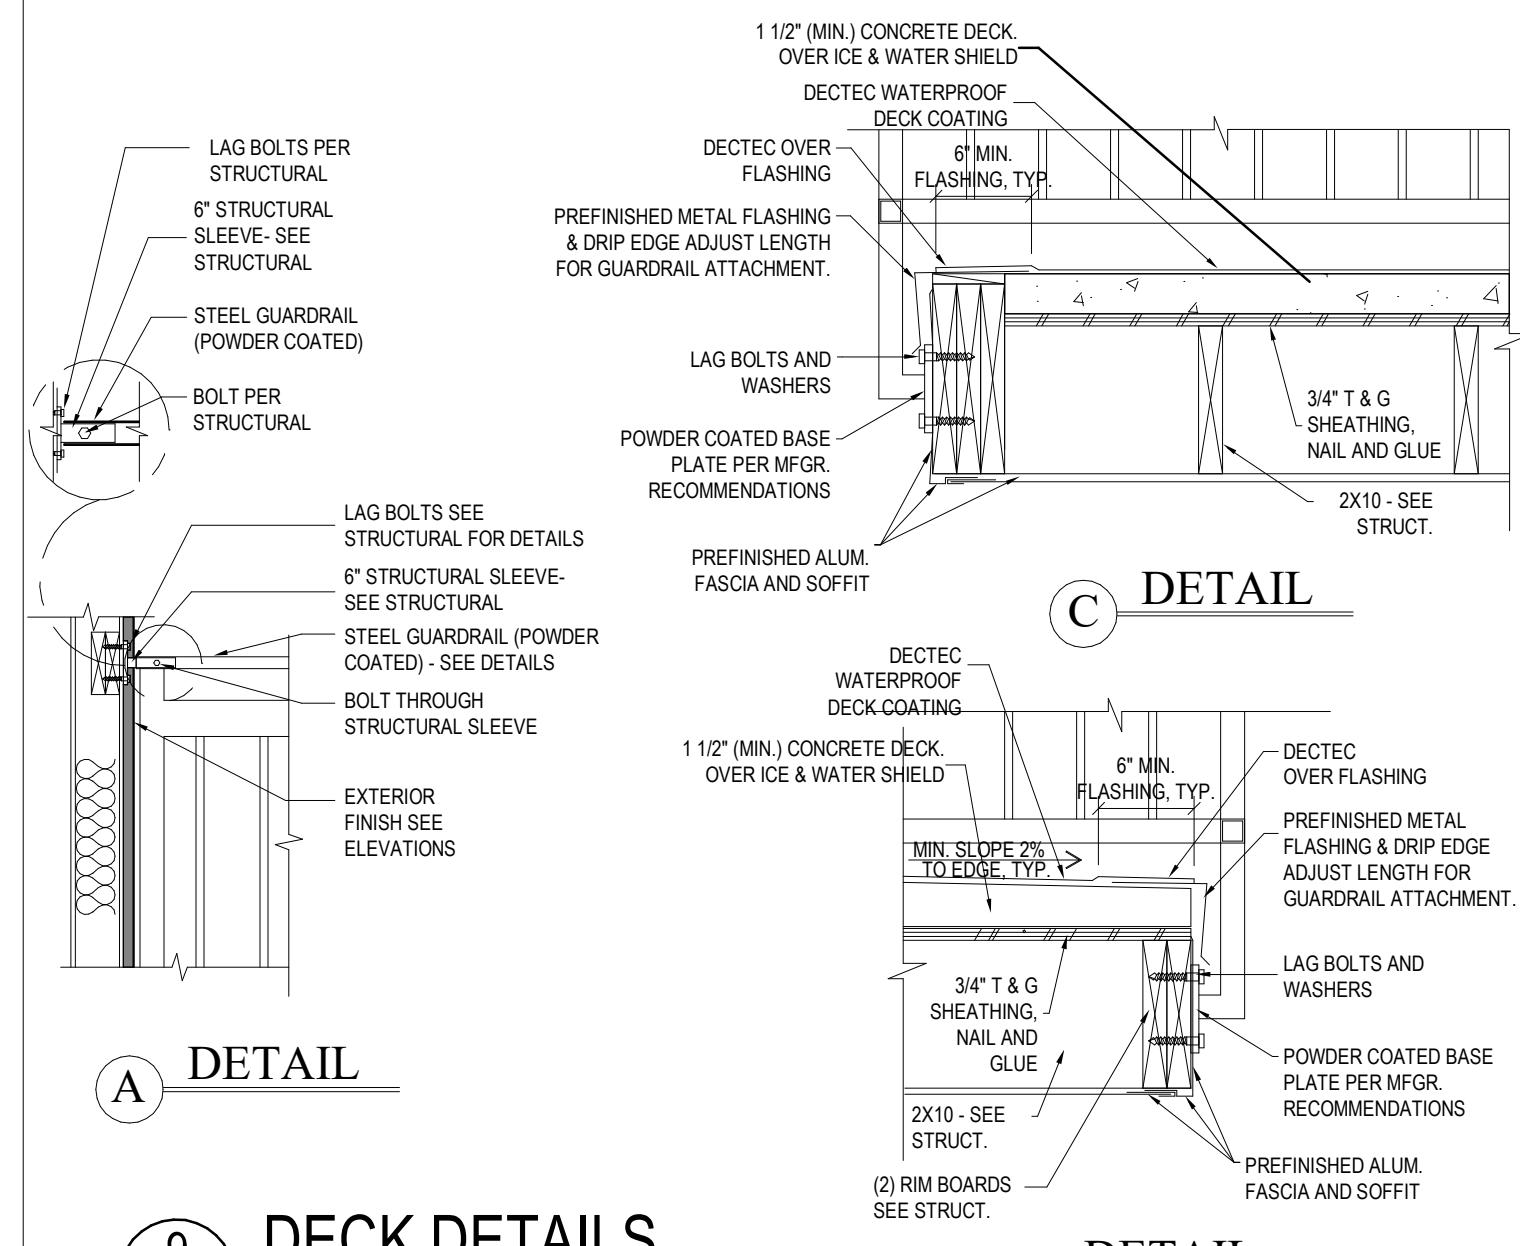 LAG BOLTS PER
STRUCTURAL
6" STRUCTURAL
SLEEVE- SEE
STRUCTURAL
STEEL GUARDRAIL
(POWDER COATED)
BOLT PER
STRUCTURAL
LAG BOLTS SEE
STRUCTURAL FOR DETAILS
6" STRUCTURAL SLEEVE-
SEE STRUCTURAL
STEEL GUARDRAIL (POWDER
COATED) - SEE DETAILS
BOLT THROUGH
STRUCTURAL SLEEVE
EXTERIOR
FINISH SEE
ELEVATIONS
A DETAIL
1 1/2" (MIN.) CONCRETE DECK.
OVER ICE & WATER SHIELD
DECTEC WATERPROOF
DECK COATING
DECTEC OVER
FLASHING
6" MIN.
FLASHING, TYP.
PREFINISHED METAL FLASHING
& DRIP EDGE ADJUST LENGTH
FOR GUARDRAIL ATTACHMENT.
LAG BOLTS AND
WASHERS
POWDER COATED BASE
PLATE PER MFGR.
RECOMMENDATIONS
PREFINISHED ALUM.
FASCIA AND SOFFIT
3/4" T & G
SHEATHING,
NAIL AND GLUE
2X10 - SEE
STRUCT.
C DETAIL
DECTEC
WATERPROOF
DECK COATING
1 1/2" (MIN.) CONCRETE DECK.
OVER ICE & WATER SHIELD
6" MIN.
FLASHING, TYP.
DECTEC
OVER FLASHING
PREFINISHED METAL
FLASHING & DRIP EDGE
ADJUST LENGTH FOR
GUARDRAIL ATTACHMENT.
MIN. SLOPE 2%
TO EDGE, TYP.
LAG BOLTS AND
WASHERS
3/4" T & G
SHEATHING,
NAIL AND
GLUE
POWDER COATED BASE
PLATE PER MFGR.
RECOMMENDATIONS
2X10 - SEE
STRUCT.
PREFINISHED ALUM.
FASCIA AND SOFFIT
(2) RIM BOARDS
SEE STRUCT.
DECK DETAILS
DETAIL